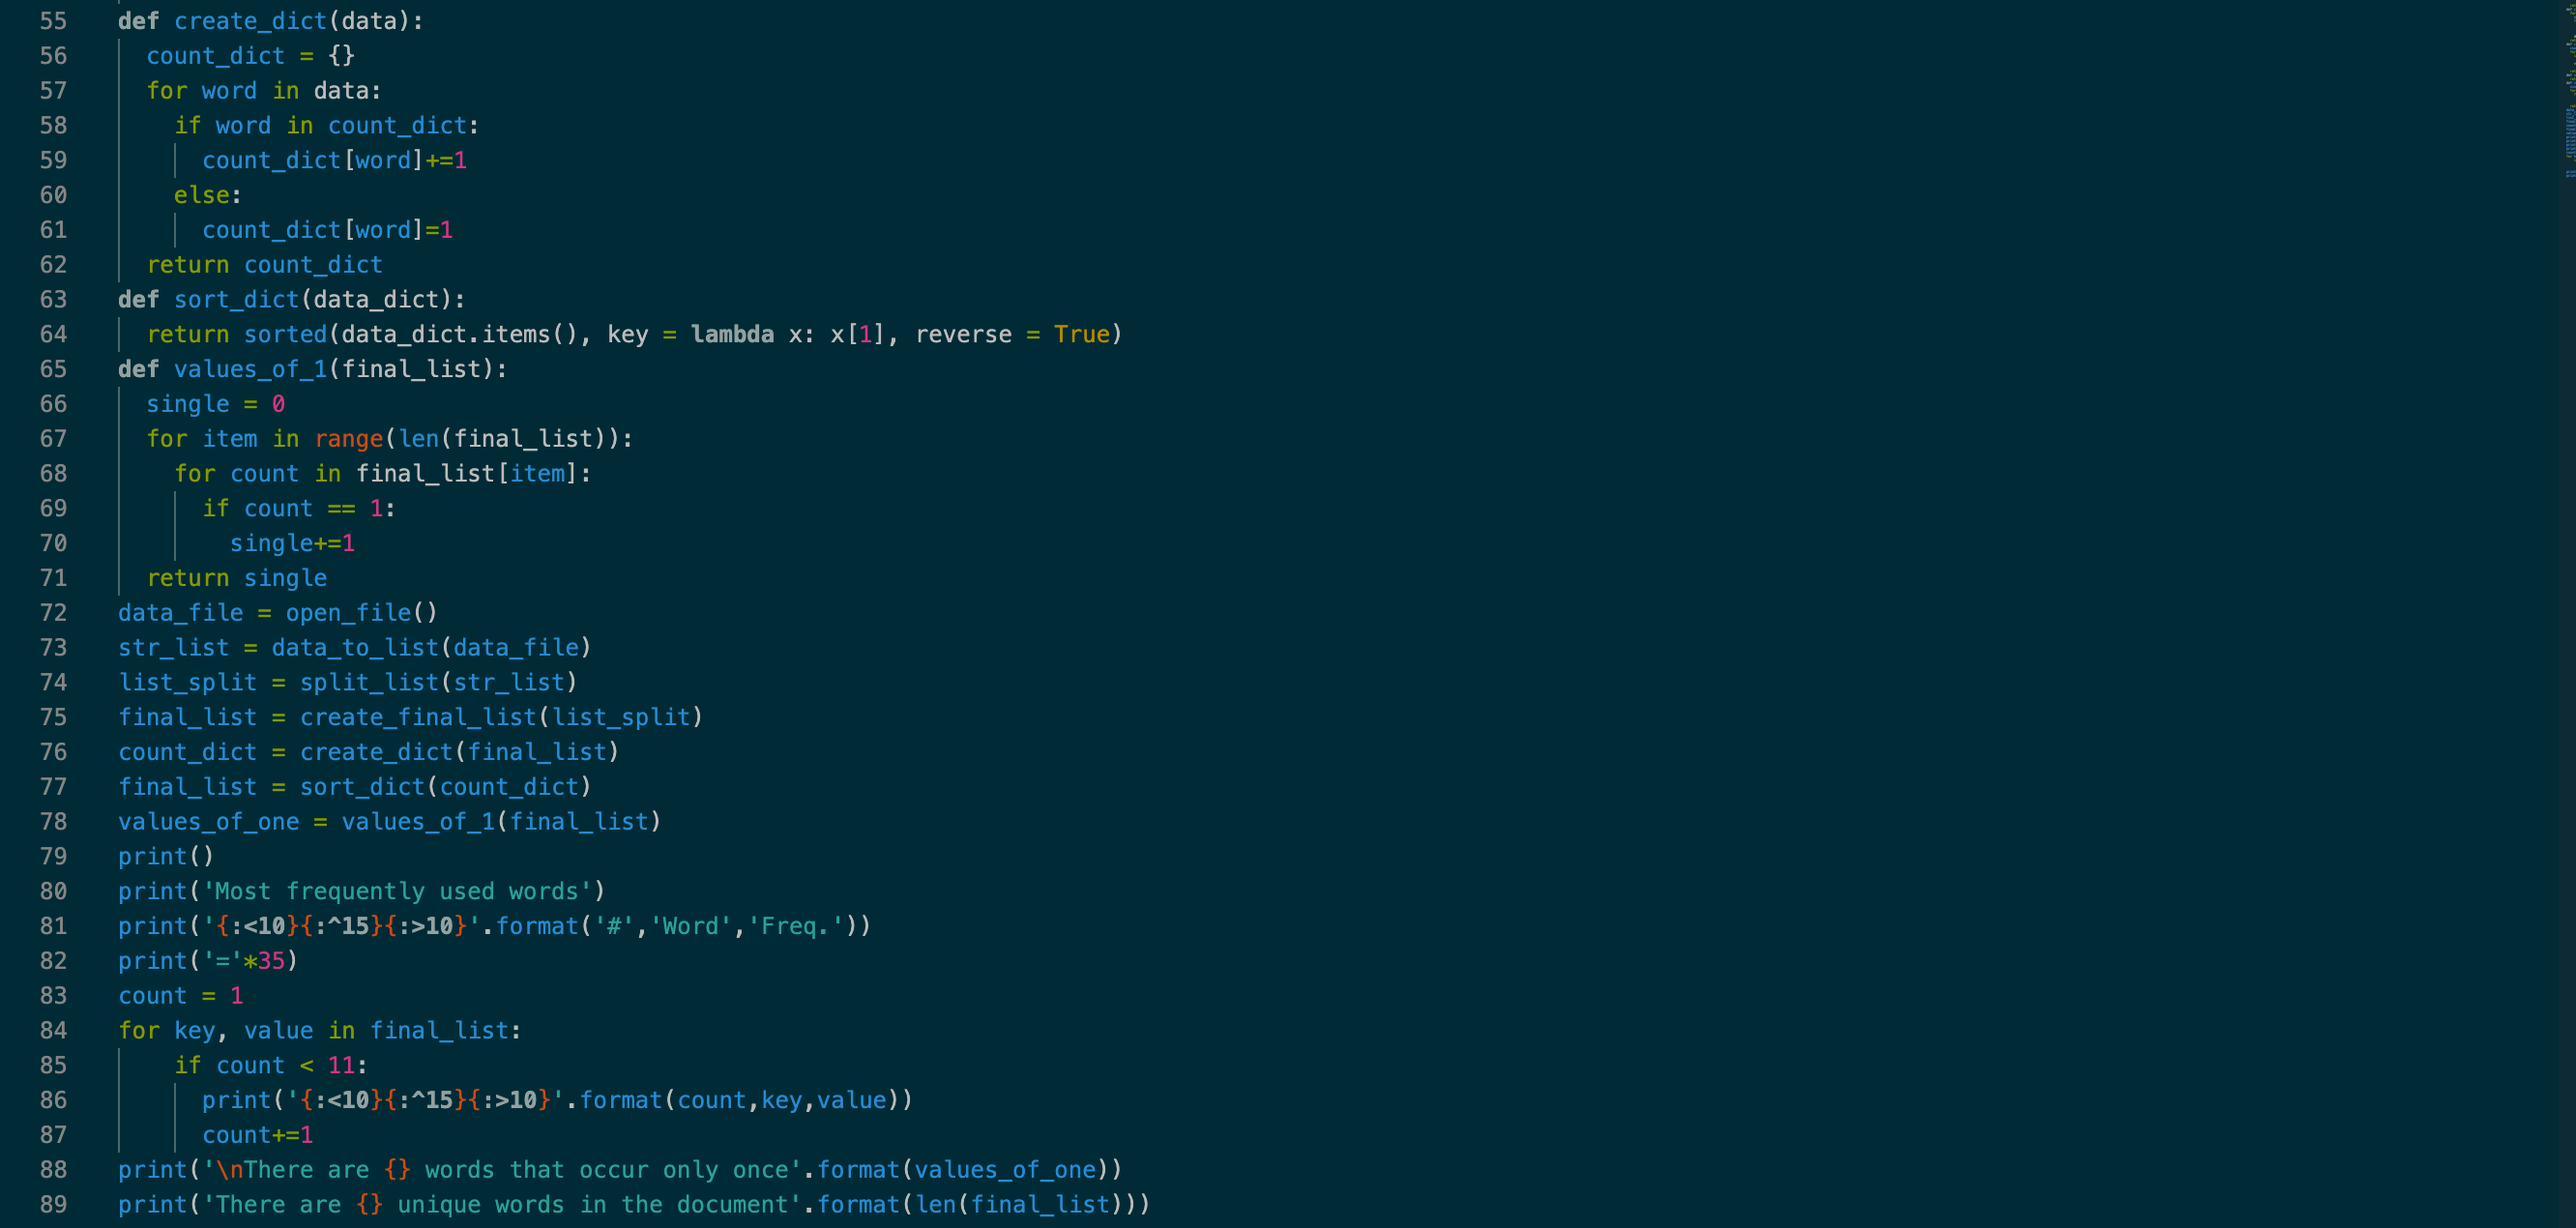 55 def create_dict(data):
56   count_dict = {}
57   for word in data:
58     if word in count_dict:
59       count_dict[word]+=1
60     else:
61       count_dict[word]=1
62   return count_dict
63 def sort_dict(data_dict):
64   return sorted(data_dict.items(), key = lambda x: x[1], reverse = True)
65 def values_of_1(final_list):
66   single = 0
67   for item in range(len(final_list)):
68     for count in final_list[item]:
69       if count == 1:
70         single+=1
71   return single
72 data_file = open_file()
73 str_list = data_to_list(data_file)
74 list_split = split_list(str_list)
75 final_list = create_final_list(list_split)
76 count_dict = create_dict(final_list)
77 final_list = sort_dict(count_dict)
78 values_of_one = values_of_1(final_list)
79 print()
80 print('Most frequently used words')
81 print('{:<10}{:^15}{:>10}'.format('#','Word','Freq.'))
82 print('='*35)
83 count = 1
84 for key, value in final_list:
85     if count < 11:
86       print('{:<10}{:^15}{:>10}'.format(count,key,value))
87       count+=1
88 print('\nThere are {} words that occur only once'.format(values_of_one))
89 print('There are {} unique words in the document'.format(len(final_list)))